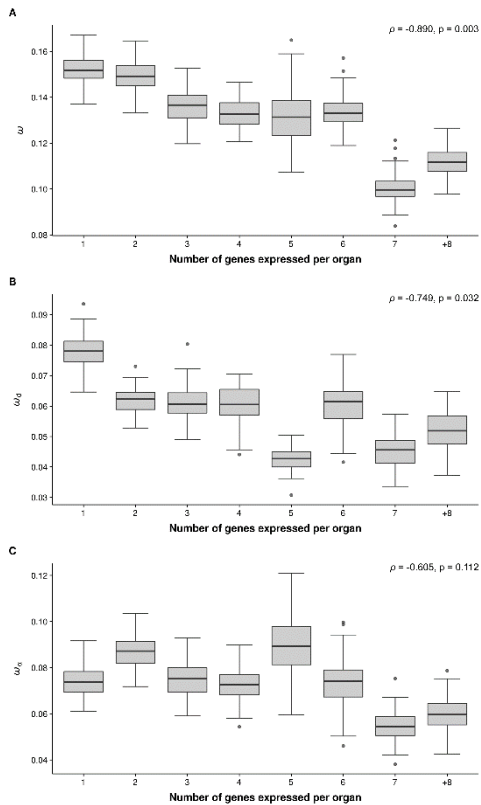 A
ρ = -0.890, p = 0.003
0.16
0.14
0.12
0.10
0.08
ω
1 2 3 4 5 6 7 +8
Number of genes expressed per organ
B
ρ = -0.749, p = 0.032
0.09
0.08
0.07
0.06
0.05
0.04
0.03
ωd
1 2 3 4 5 6 7 +8
Number of genes expressed per organ
C
ρ = -0.605, p = 0.112
0.12
0.10
0.08
0.06
0.04
ωα
1 2 3 4 5 6 7 +8
Number of genes expressed per organ